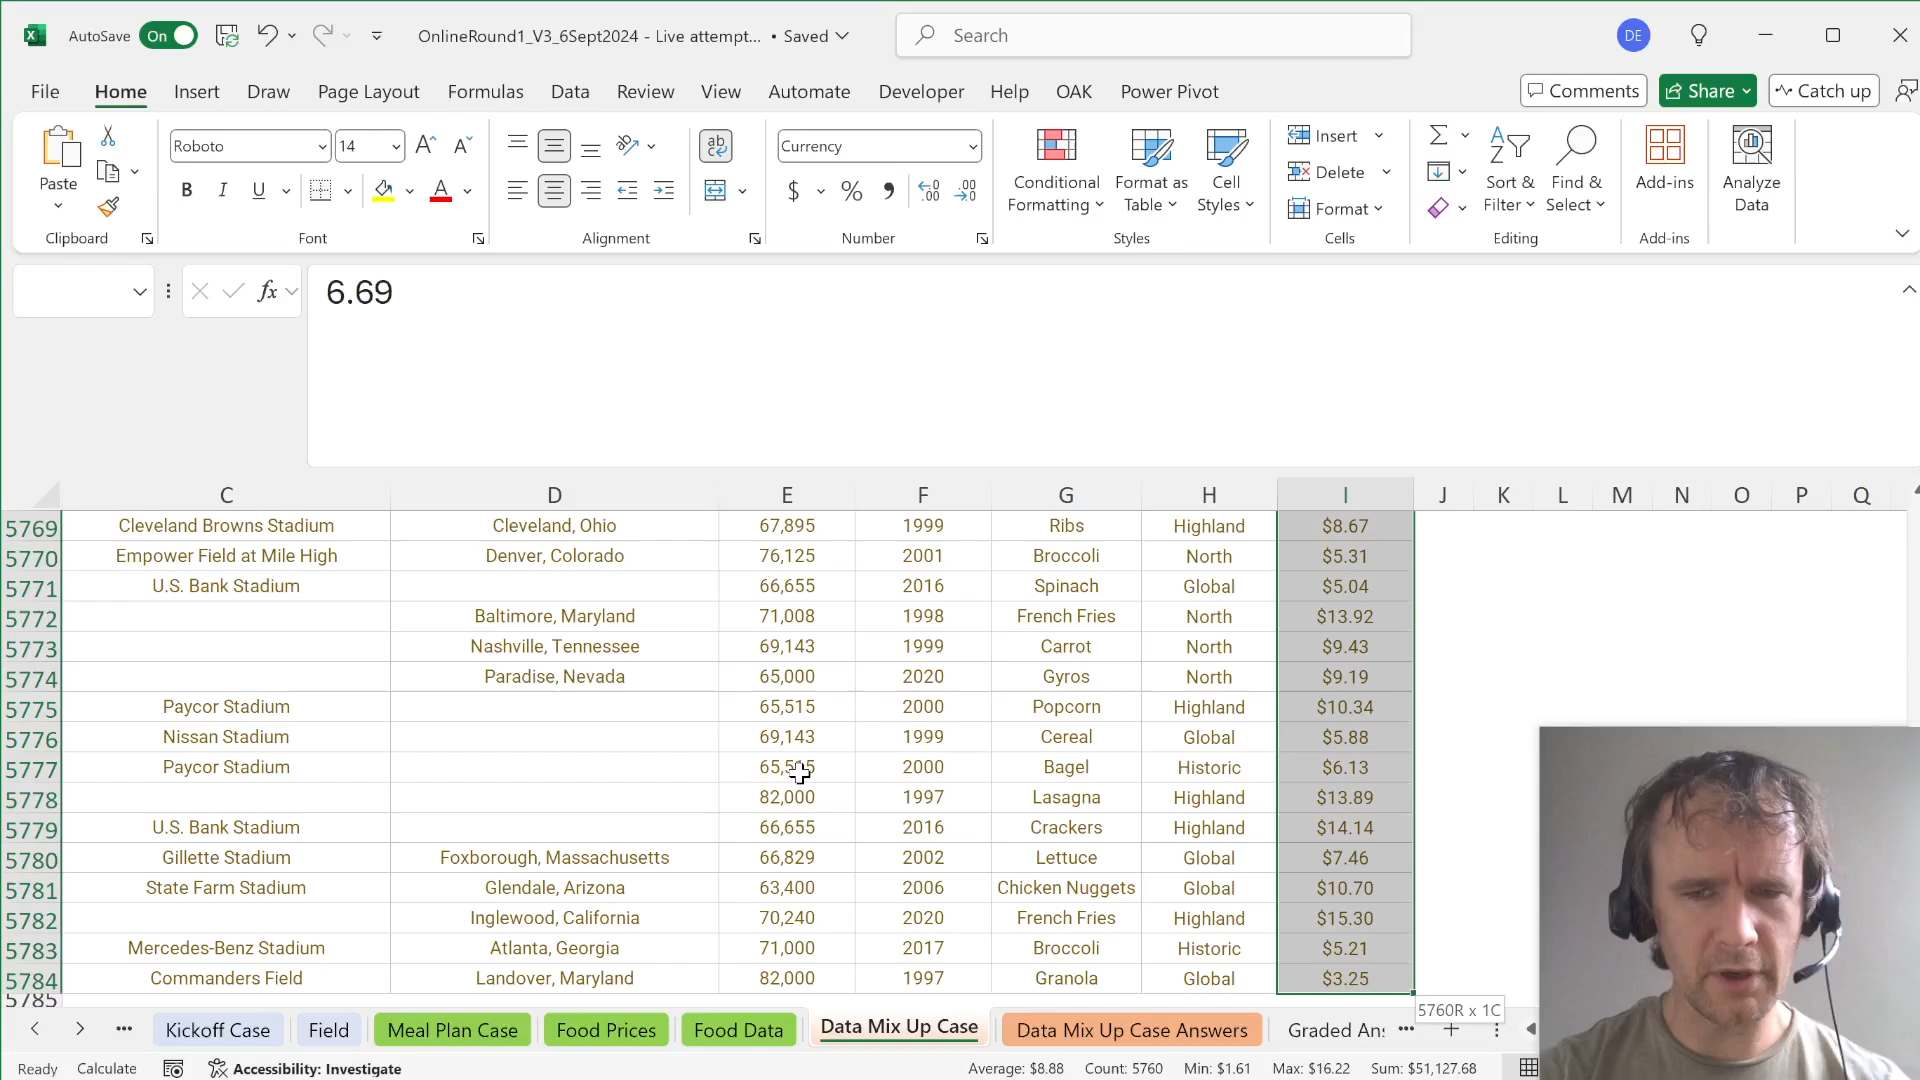 AutoSave On OnlineRound1_V3_6Sept2024 - Live attempt... • Saved Search DE
File Home Insert Draw Page Layout Formulas Data Review View Automate Developer Help OAK Power Pivot Comments Share Catch up
Paste Roboto 14 Currency Conditional Formatting Format as Table Cell Styles Insert Delete Format Sort & Filter Find & Select Add-ins Analyze Data
B I U ab c A $ %
Clipboard Font Alignment Number Styles Cells Editing Add-ins
fx 6.69
C D E F G H I J K L M N O P Q
5769 Cleveland Browns Stadium Cleveland, Ohio 67,895 1999 Ribs Highland $8.67
5770 Empower Field at Mile High Denver, Colorado 76,125 2001 Broccoli North $5.31
5771 U.S. Bank Stadium 66,655 2016 Spinach Global $5.04
5772 Baltimore, Maryland 71,008 1998 French Fries North $13.92
5773 Nashville, Tennessee 69,143 1999 Carrot North $9.43
5774 Paradise, Nevada 65,000 2020 Gyros North $9.19
5775 Paycor Stadium 65,515 2000 Popcorn Highland $10.34
5776 Nissan Stadium 69,143 1999 Cereal Global $5.88
5777 Paycor Stadium 2000 Bagel Historic $6.13
5778 82,000 1997 Lasagna Highland $13.89
5779 U.S. Bank Stadium 66,655 2016 Crackers Highland $14.14
5780 Gillette Stadium Foxborough, Massachusetts 66,829 2002 Lettuce Global $7.46
5781 State Farm Stadium Glendale, Arizona 63,400 2006 Chicken Nuggets Global $10.70
5782 Inglewood, California 70,240 2020 French Fries Highland $15.30
5783 Mercedes-Benz Stadium Atlanta, Georgia 71,000 2017 Broccoli Historic $5.21
5784 Commanders Field Landover, Maryland 82,000 1997 Granola Global $3.25
5785
5760R x 1C
Kickoff Case Field Meal Plan Case Food Prices Food Data Data Mix Up Case Data Mix Up Case Answers Graded An
Ready Calculate Accessibility: Investigate Average: $8.88 Count: 5760 Min: $1.61 Max: $16.22 Sum: $51,127.68